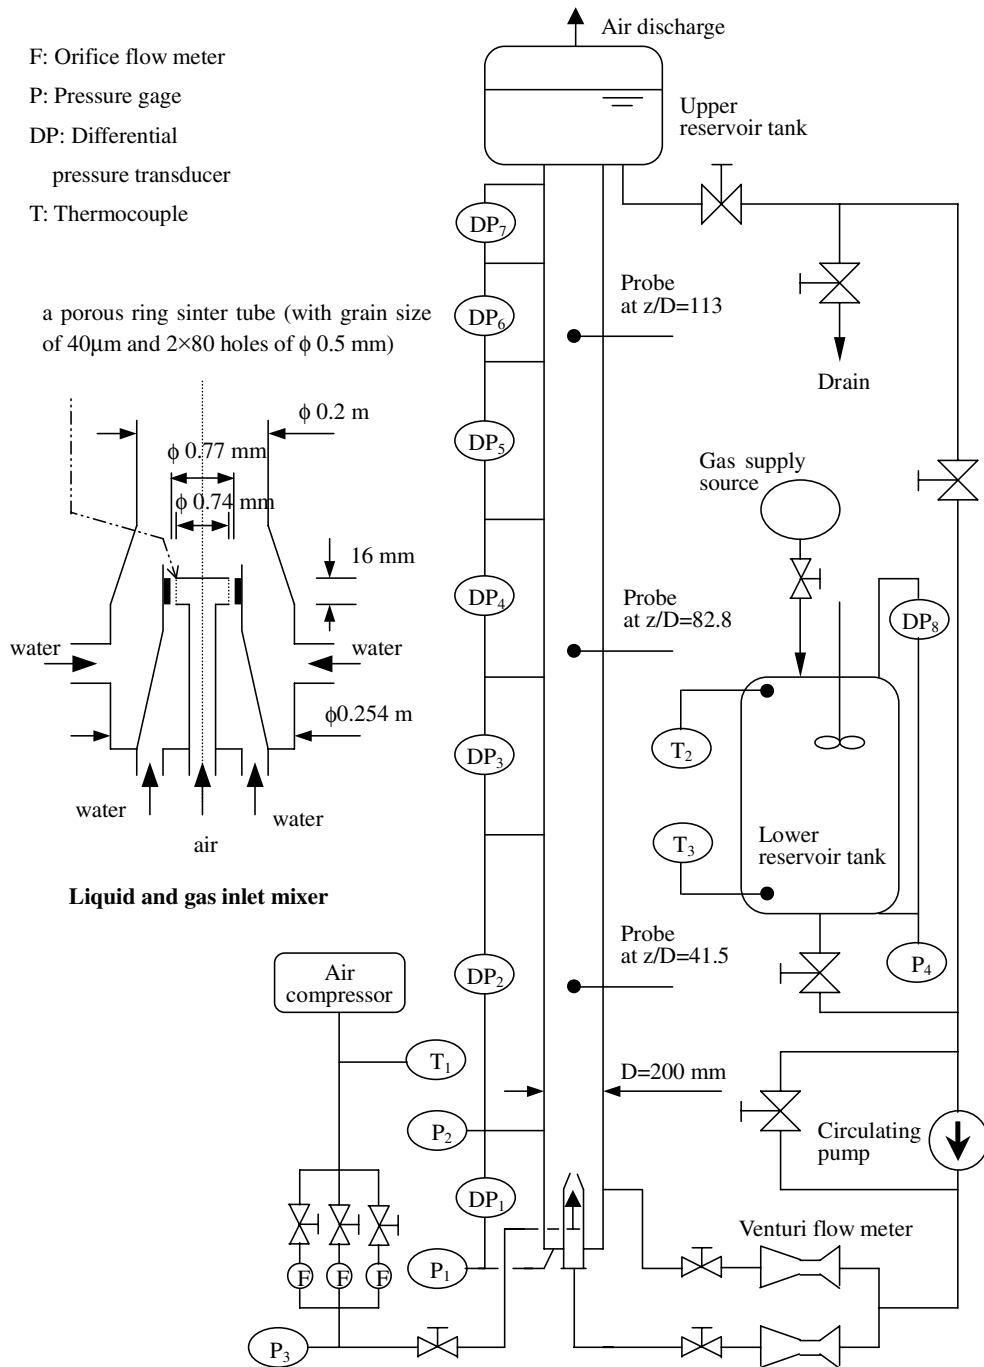 F: Orifice flow meter
P: Pressure gage
DP: Differential
pressure transducer
T: Thermocouple
Air discharge
Upper
reservoir tank
DP7
DP6
DP5
DP4
DP3
DP2
DP1
Probe
at z/D=113
Drain
a porous ring sinter tube (with grain size
of 40μm and 2×80 holes of ϕ 0.5 mm)
ϕ 0.2 m
ϕ 0.77 mm
ϕ 0.74 mm
16 mm
water
water
ϕ0.254 m
water
air
water
Liquid and gas inlet mixer
Gas supply
source
Probe
at z/D=82.8
DP8
T2
T3
Lower
reservoir tank
P4
Probe
at z/D=41.5
Air
compressor
T1
D=200 mm
P2
Circulating
pump
P1
Venturi flow meter
F
F
F
P3